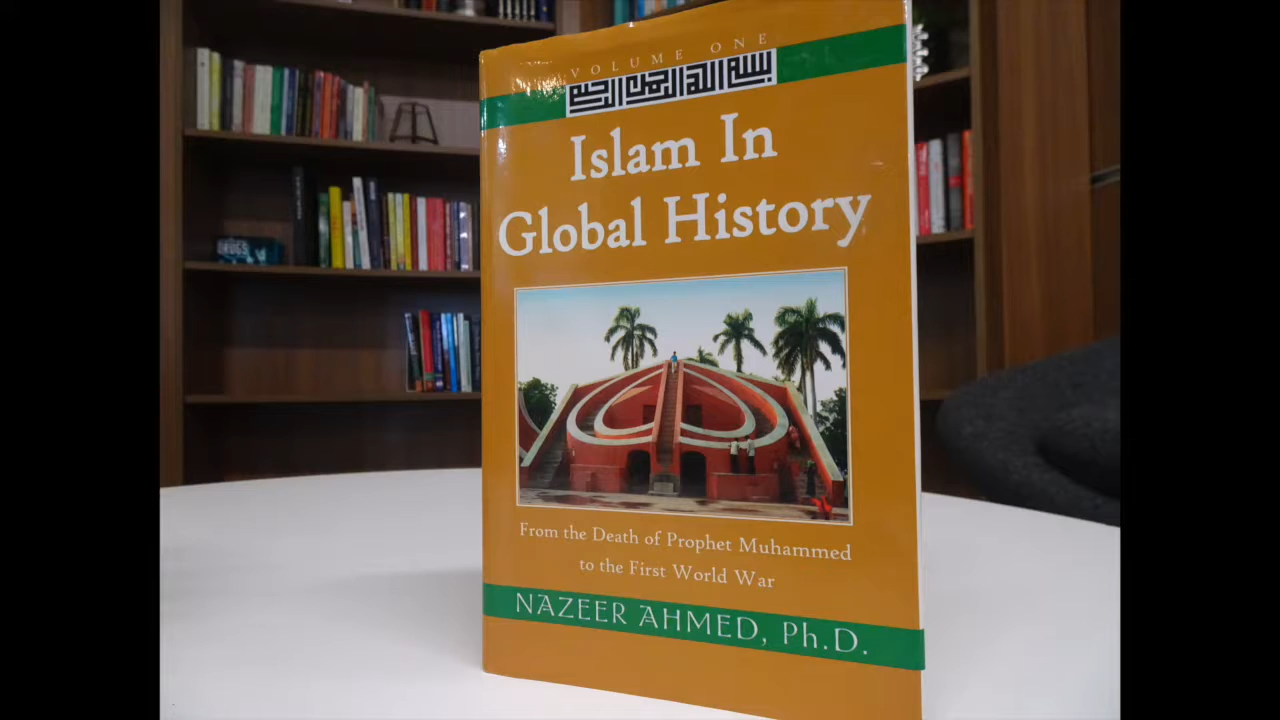 VOLUME ONE
بسم الله الرحمن الرحيم
Islam In
Global History
From the Death of Prophet Muhammed
to the First World War
NAZEER AHMED, Ph.D.